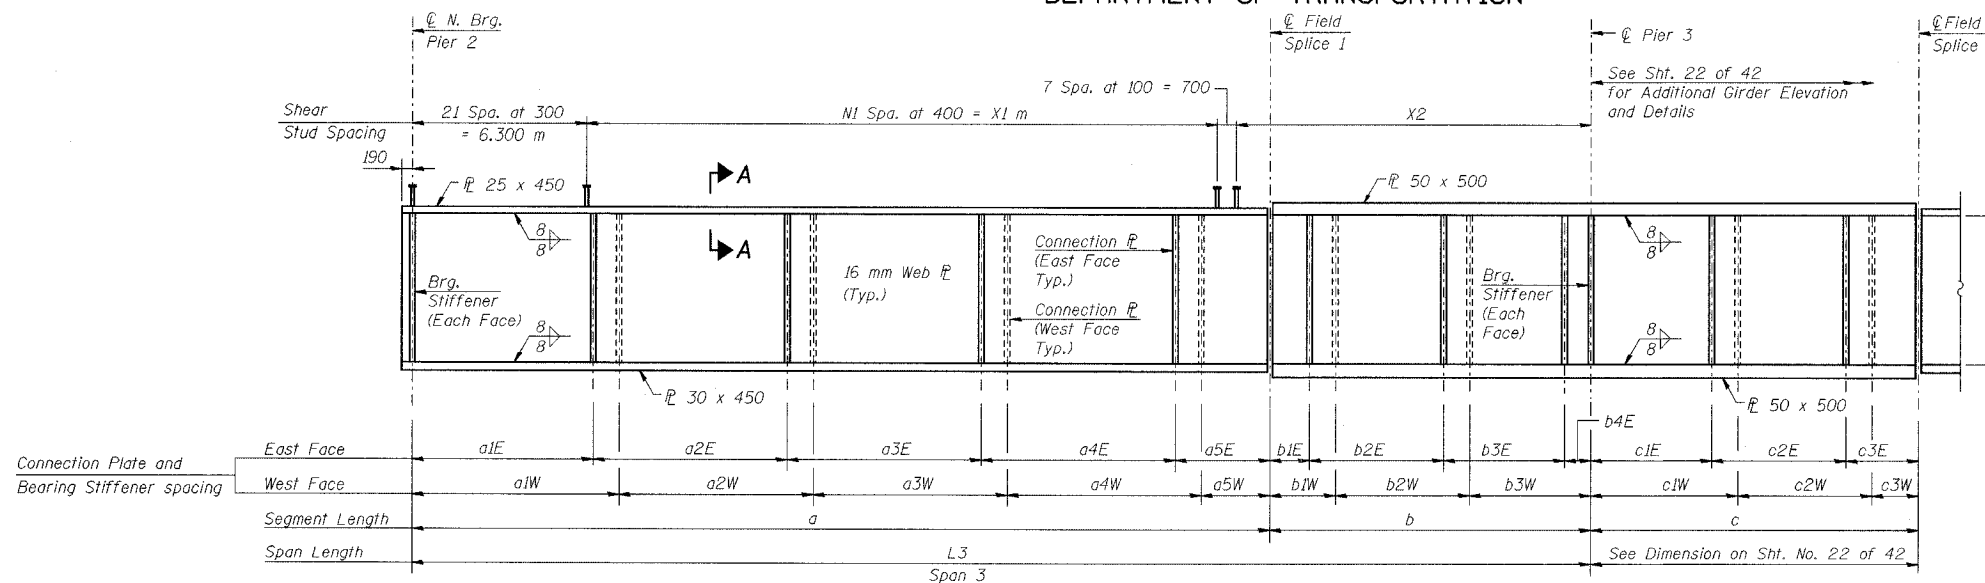 DEPARTMENT OF TRANSPORTATION
℄ N. Brg.
Pier 2
℄ Field
Splice 1
℄ Pier 3
℄ Field
Splice
See Sht. 22 of 42
for Additional Girder Elevation
and Details
Shear
Stud Spacing
21 Spa. at 300
= 6.300 m
N1 Spa. at 400 = X1 m
7 Spa. at 100 = 700
X2
190
A
A
℄ 25 x 450
℄ 50 x 500
8
8
8
8
Brg.
Stiffener
(Each Face)
16 mm Web ℄
(Typ.)
Connection ℄
(East Face
Typ.)
Connection ℄
(West Face
Typ.)
Brg.
Stiffener
(Each
Face)
8
8
8
8
℄ 30 x 450
℄ 50 x 500
b4E
Connection Plate and
Bearing Stiffener spacing
East Face a1E a2E a3E a4E a5E b1E b2E b3E c1E c2E c3E
West Face a1W a2W a3W a4W a5W b1W b2W b3W c1W c2W c3W
Segment Length a b c
Span Length L3 See Dimension on Sht. No. 22 of 42
Span 3